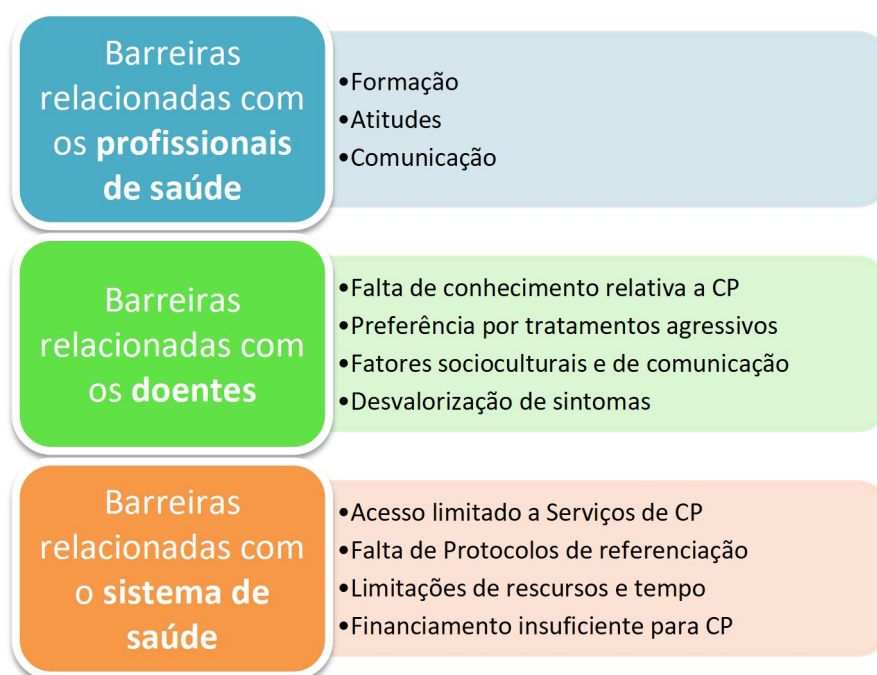 Barreiras
relacionadas com
os profissionais
de saúde
•Formação
•Atitudes
•Comunicação
Barreiras
relacionadas com
os doentes
•Falta de conhecimento relativa a CP
•Preferência por tratamentos agressivos
•Fatores socioculturais e de comunicação
•Desvalorização de sintomas
Barreiras
relacionadas com
o sistema de
saúde
•Acesso limitado a Serviços de CP
•Falta de Protocolos de referenciação
•Limitações de rescursos e tempo
•Financiamento insuficiente para CP